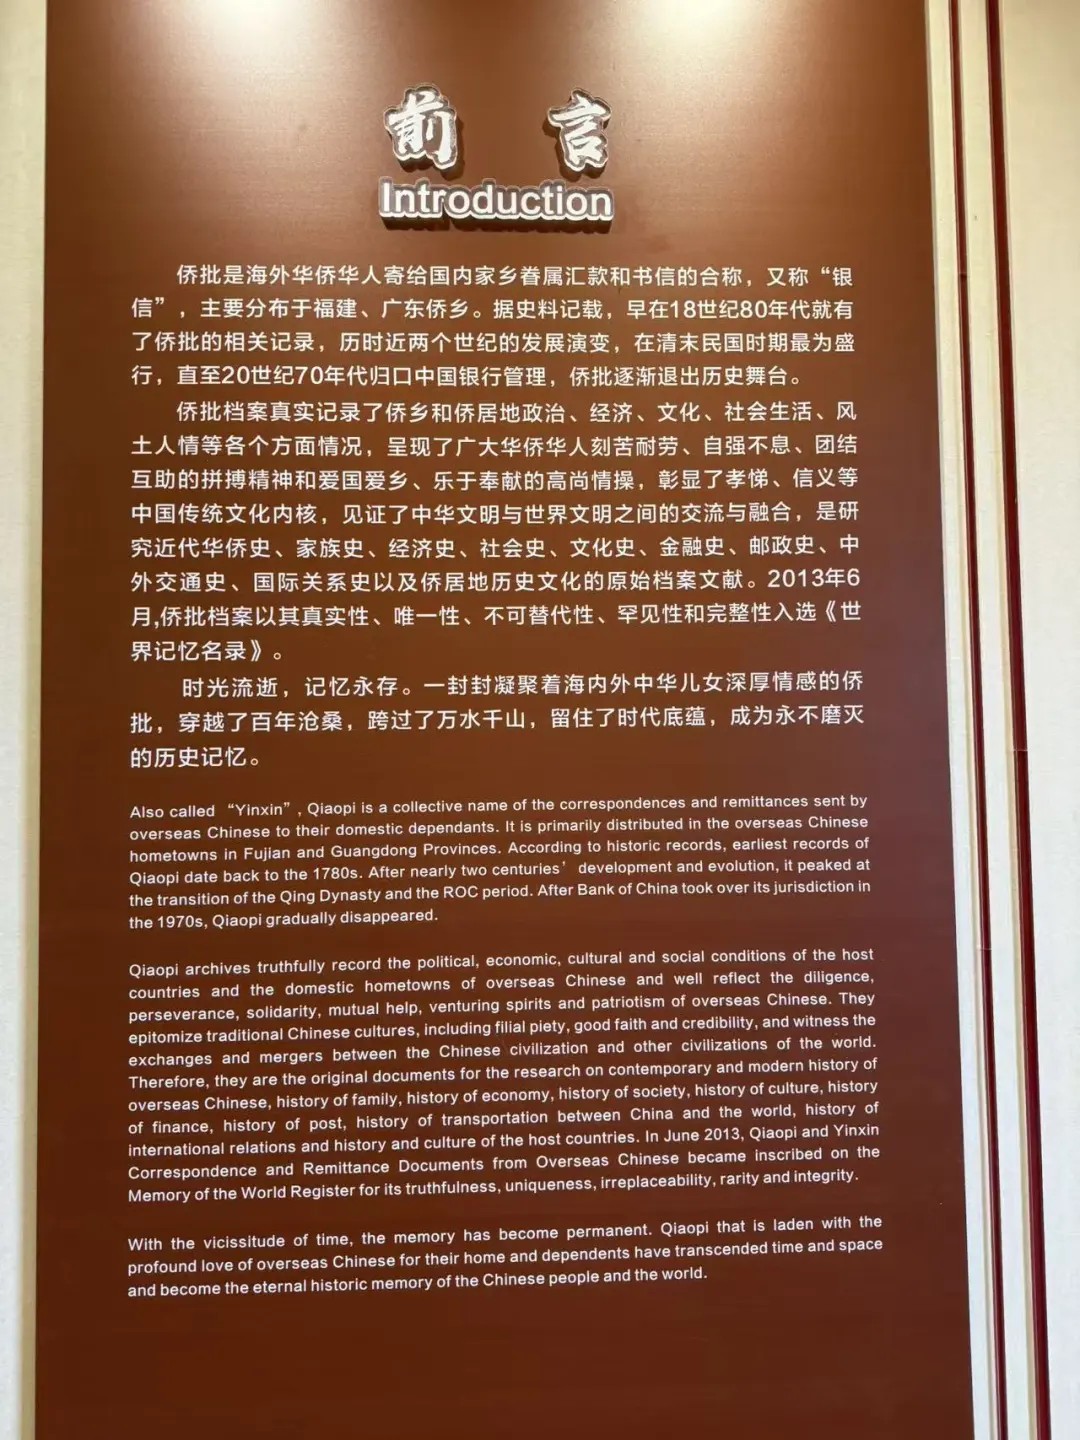 前言
Introduction
侨批是海外华侨华人寄给国内家乡眷属汇款和书信的合称，又称“银
信”，主要分布于福建、广东侨乡。据史料记载，早在18世纪80年代就有
了侨批的相关记录，历时近两个世纪的发展演变，在清末民国时期最为盛
行，直至20世纪70年代归口中国银行管理，侨批逐渐退出历史舞台。
侨批档案真实记录了侨乡和侨居地政治、经济、文化、社会生活、风
土人情等各个方面情况，呈现了广大华侨华人刻苦耐劳、自强不息、团结
互助的拼搏精神和爱国爱乡、乐于奉献的高尚情操，彰显了孝悌、信义等
中国传统文化内核，见证了中华文明与世界文明之间的交流与融合，是研
究近代华侨史、家族史、经济史、社会史、文化史、金融史、邮政史、中
外交通史、国际关系史以及侨居地历史文化的原始档案文献。2013年6
月,侨批档案以其真实性、唯一性、不可替代性、罕见性和完整性入选《世
界记忆名录》。
时光流逝，记忆永存。一封封凝聚着海内外中华儿女深厚情感的侨
批，穿越了百年沧桑，跨过了万水千山，留住了时代底蕴，成为永不磨灭
的历史记忆。
Also called “Yinxin”, Qiaopi is a collective name of the correspondences and remittances sent by
overseas Chinese to their domestic dependants. It is primarily distributed in the overseas Chinese
hometowns in Fujian and Guangdong Provinces. According to historic records, earliest records of
Qiaopi date back to the 1780s. After nearly two centuries’ development and evolution, it peaked at
the transition of the Qing Dynasty and the ROC period. After Bank of China took over its jurisdiction in
the 1970s, Qiaopi gradually disappeared.
Qiaopi archives truthfully record the political, economic, cultural and social conditions of the host
countries and the domestic hometowns of overseas Chinese and well reflect the diligence,
perseverance, solidarity, mutual help, venturing spirits and patriotism of overseas Chinese. They
epitomize traditional Chinese cultures, including filial piety, good faith and credibility, and witness the
exchanges and mergers between the Chinese civilization and other civilizations of the world.
Therefore, they are the original documents for the research on contemporary and modern history of
overseas Chinese, history of family, history of economy, history of society, history of culture, history
of finance, history of post, history of transportation between China and the world, history of
international relations and history and culture of the host countries. In June 2013, Qiaopi and Yinxin
Correspondence and Remittance Documents from Overseas Chinese became inscribed on the
Memory of the World Register for its truthfulness, uniqueness, irreplaceability, rarity and integrity.
With the vicissitude of time, the memory has become permanent. Qiaopi that is laden with the
profound love of overseas Chinese for their home and dependents have transcended time and space
and become the eternal historic memory of the Chinese people and the world.